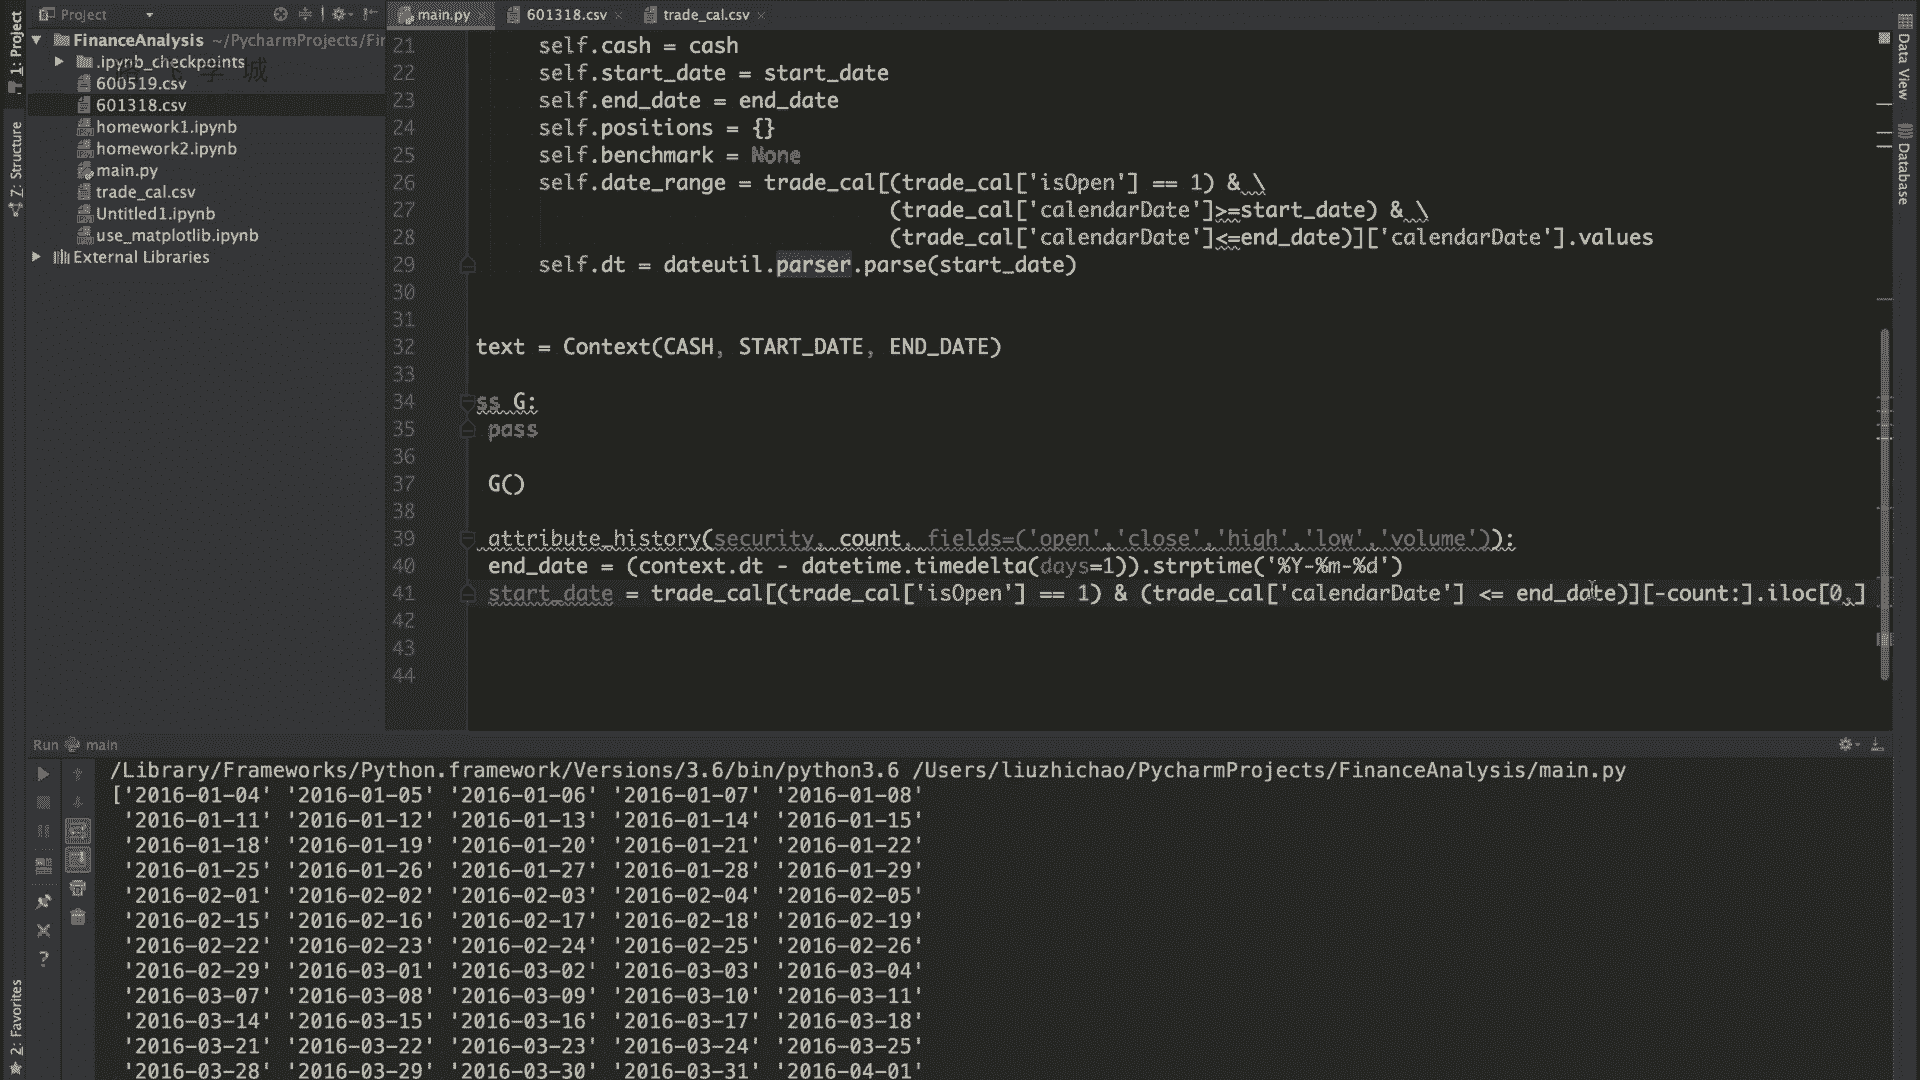 1: Project
Project
main.py
601318.csv
trade_cal.csv
FinanceAnalysis ~/PycharmProjects/Fi
.ipynb_checkpoints
学城
600519.csv
601318.csv
homework1.ipynb
homework2.ipynb
main.py
trade_cal.csv
Untitled1.ipynb
use_matplotlib.ipynb
External Libraries
Z: Structure
2: Favorites
Data View
Database
21 self.cash = cash
22 self.start_date = start_date
23 self.end_date = end_date
24 self.positions = {}
25 self.benchmark = None
26 self.date_range = trade_cal[(trade_cal['isOpen'] == 1) & \
27 (trade_cal['calendarDate']>=start_date) & \
28 (trade_cal['calendarDate']<=end_date)]['calendarDate'].values
29 self.dt = dateutil.parser.parse(start_date)
30
31
32 text = Context(CASH, START_DATE, END_DATE)
33
34 ss G:
35 pass
36
37 G()
38
39 attribute_history(security, count, fields=('open','close','high','low','volume')):
40 end_date = (context.dt - datetime.timedelta(days=1)).strptime('%Y-%m-%d')
41 start_date = trade_cal[(trade_cal['isOpen'] == 1) & (trade_cal['calendarDate'] <= end_date)][-count:].iloc[0,]
42
43
44
Run main
/Library/Frameworks/Python.framework/Versions/3.6/bin/python3.6 /Users/liuzhichao/PycharmProjects/FinanceAnalysis/main.py
['2016-01-04' '2016-01-05' '2016-01-06' '2016-01-07' '2016-01-08'
'2016-01-11' '2016-01-12' '2016-01-13' '2016-01-14' '2016-01-15'
'2016-01-18' '2016-01-19' '2016-01-20' '2016-01-21' '2016-01-22'
'2016-01-25' '2016-01-26' '2016-01-27' '2016-01-28' '2016-01-29'
'2016-02-01' '2016-02-02' '2016-02-03' '2016-02-04' '2016-02-05'
'2016-02-15' '2016-02-16' '2016-02-17' '2016-02-18' '2016-02-19'
'2016-02-22' '2016-02-23' '2016-02-24' '2016-02-25' '2016-02-26'
'2016-02-29' '2016-03-01' '2016-03-02' '2016-03-03' '2016-03-04'
'2016-03-07' '2016-03-08' '2016-03-09' '2016-03-10' '2016-03-11'
'2016-03-14' '2016-03-15' '2016-03-16' '2016-03-17' '2016-03-18'
'2016-03-21' '2016-03-22' '2016-03-23' '2016-03-24' '2016-03-25'
'2016-03-28' '2016-03-29' '2016-03-30' '2016-03-31' '2016-04-01'